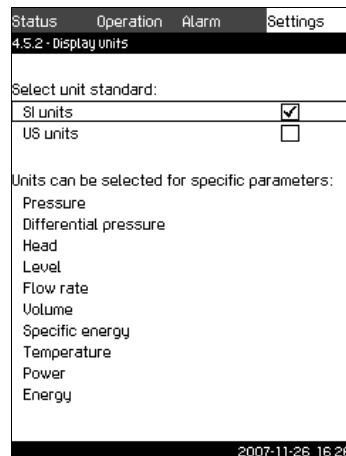 Status Operation Alarm Settings
4.5.2 - Display units
Select unit standard:
SI units
US units
Units can be selected for specific parameters:
Pressure
Differential pressure
Head
Level
Flow rate
Volume
Specific energy
Temperature
Power
Energy
2007-11-26 16:26